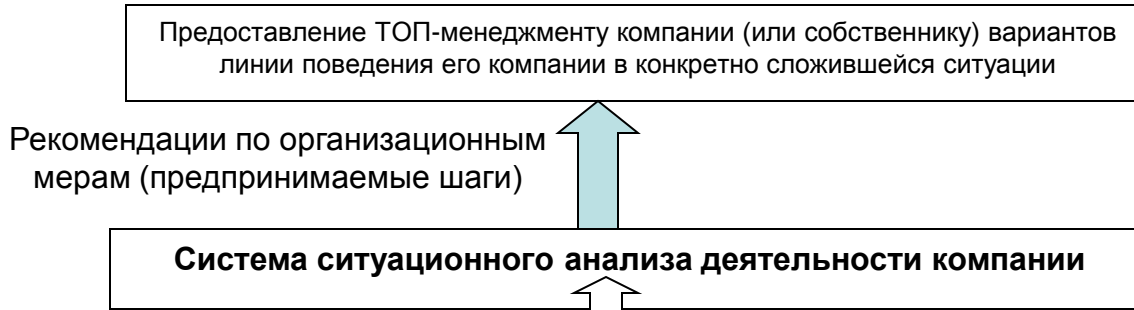 Предоставление ТОП-менеджменту компании (или собственнику) вариантов
линии поведения его компании в конкретно сложившейся ситуации
Рекомендации по организационным
мерам (предпринимаемые шаги)
Система ситуационного анализа деятельности компании